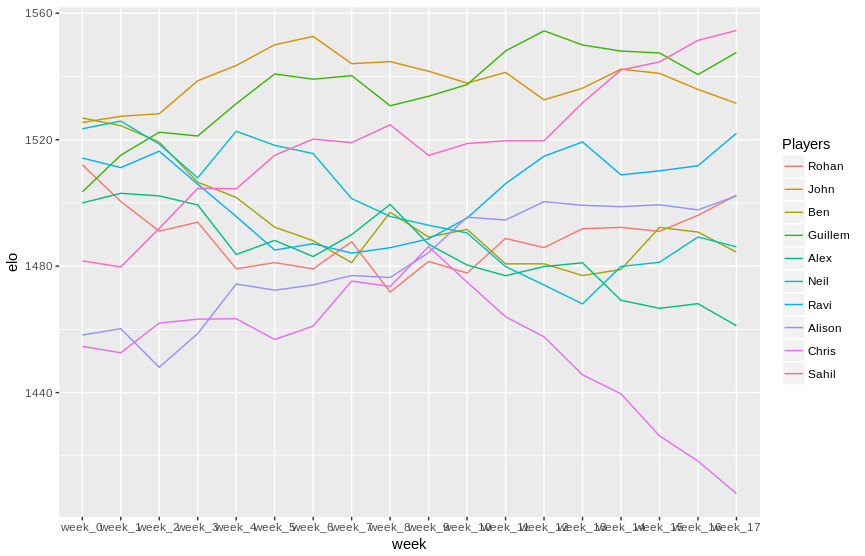 1560
1520
1480
1440
elo
week_0 week_1 week_2 week_3 week_4 week_5 week_6 week_7 week_8 week_9 week_10 week_11 week_12 week_13 week_14 week_15 week_16 week_17
week
Players
Rohan
John
Ben
Guillem
Alex
Neil
Ravi
Alison
Chris
Sahil